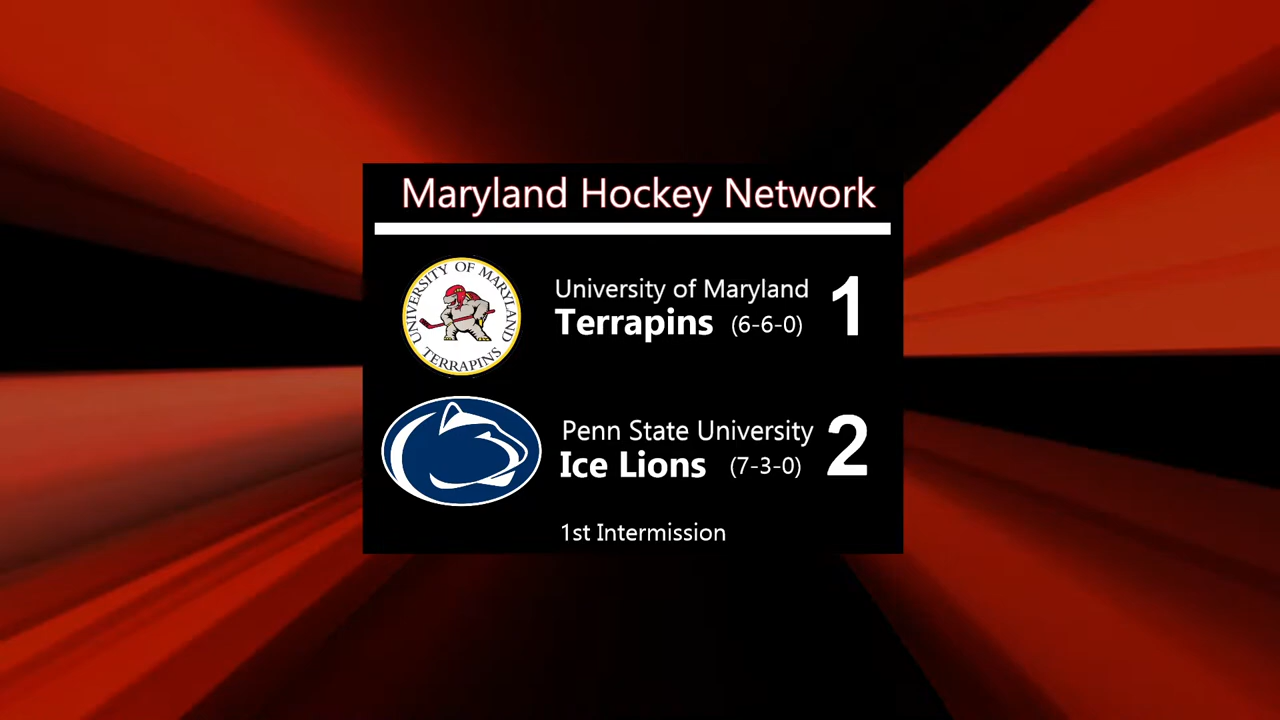 Maryland Hockey Network
UNIVERSITY OF MARYLAND
TERRAPINS
University of Maryland
Terrapins (6-6-0) 1
Penn State University
Ice Lions (7-3-0) 2
1st Intermission